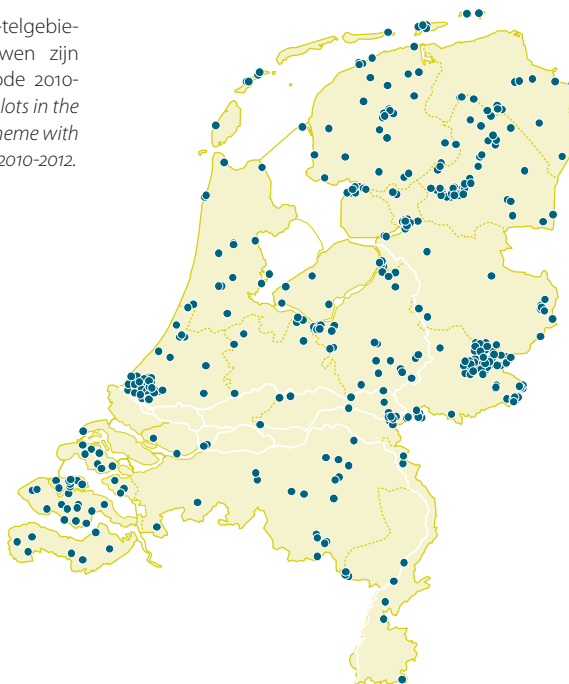 -telgebie-
wen zijn
ode 2010-
lots in the
heme with
2010-2012.